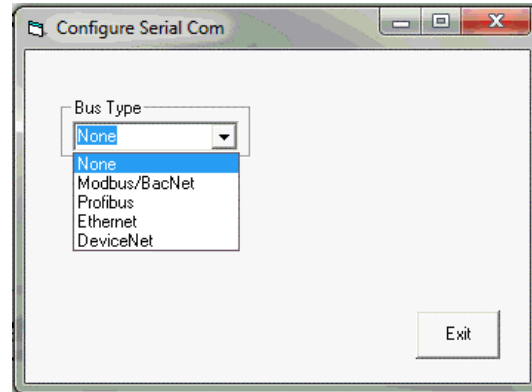 Configure Serial Com
Bus Type
None
None
Modbus/BacNet
Profibus
Ethernet
DeviceNet
Exit